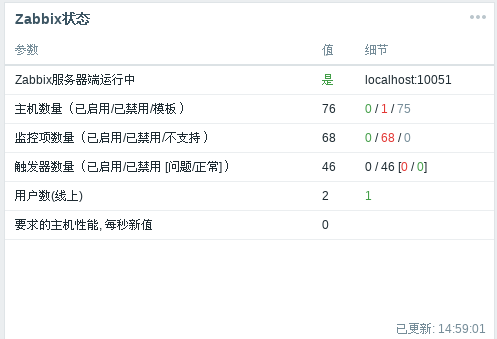 Zabbix状态
参数 值 细节
Zabbix服务器端运行中 是 localhost:10051
主机数量（已启用/已禁用/模板 ） 76 0 / 1 / 75
监控项数量（已启用/已禁用/不支持 ） 68 0 / 68 / 0
触发器数量（已启用/已禁用 [问题/正常] ） 46 0 / 46 [0 / 0]
用户数(线上) 2 1
要求的主机性能, 每秒新值 0
已更新: 14:59:01